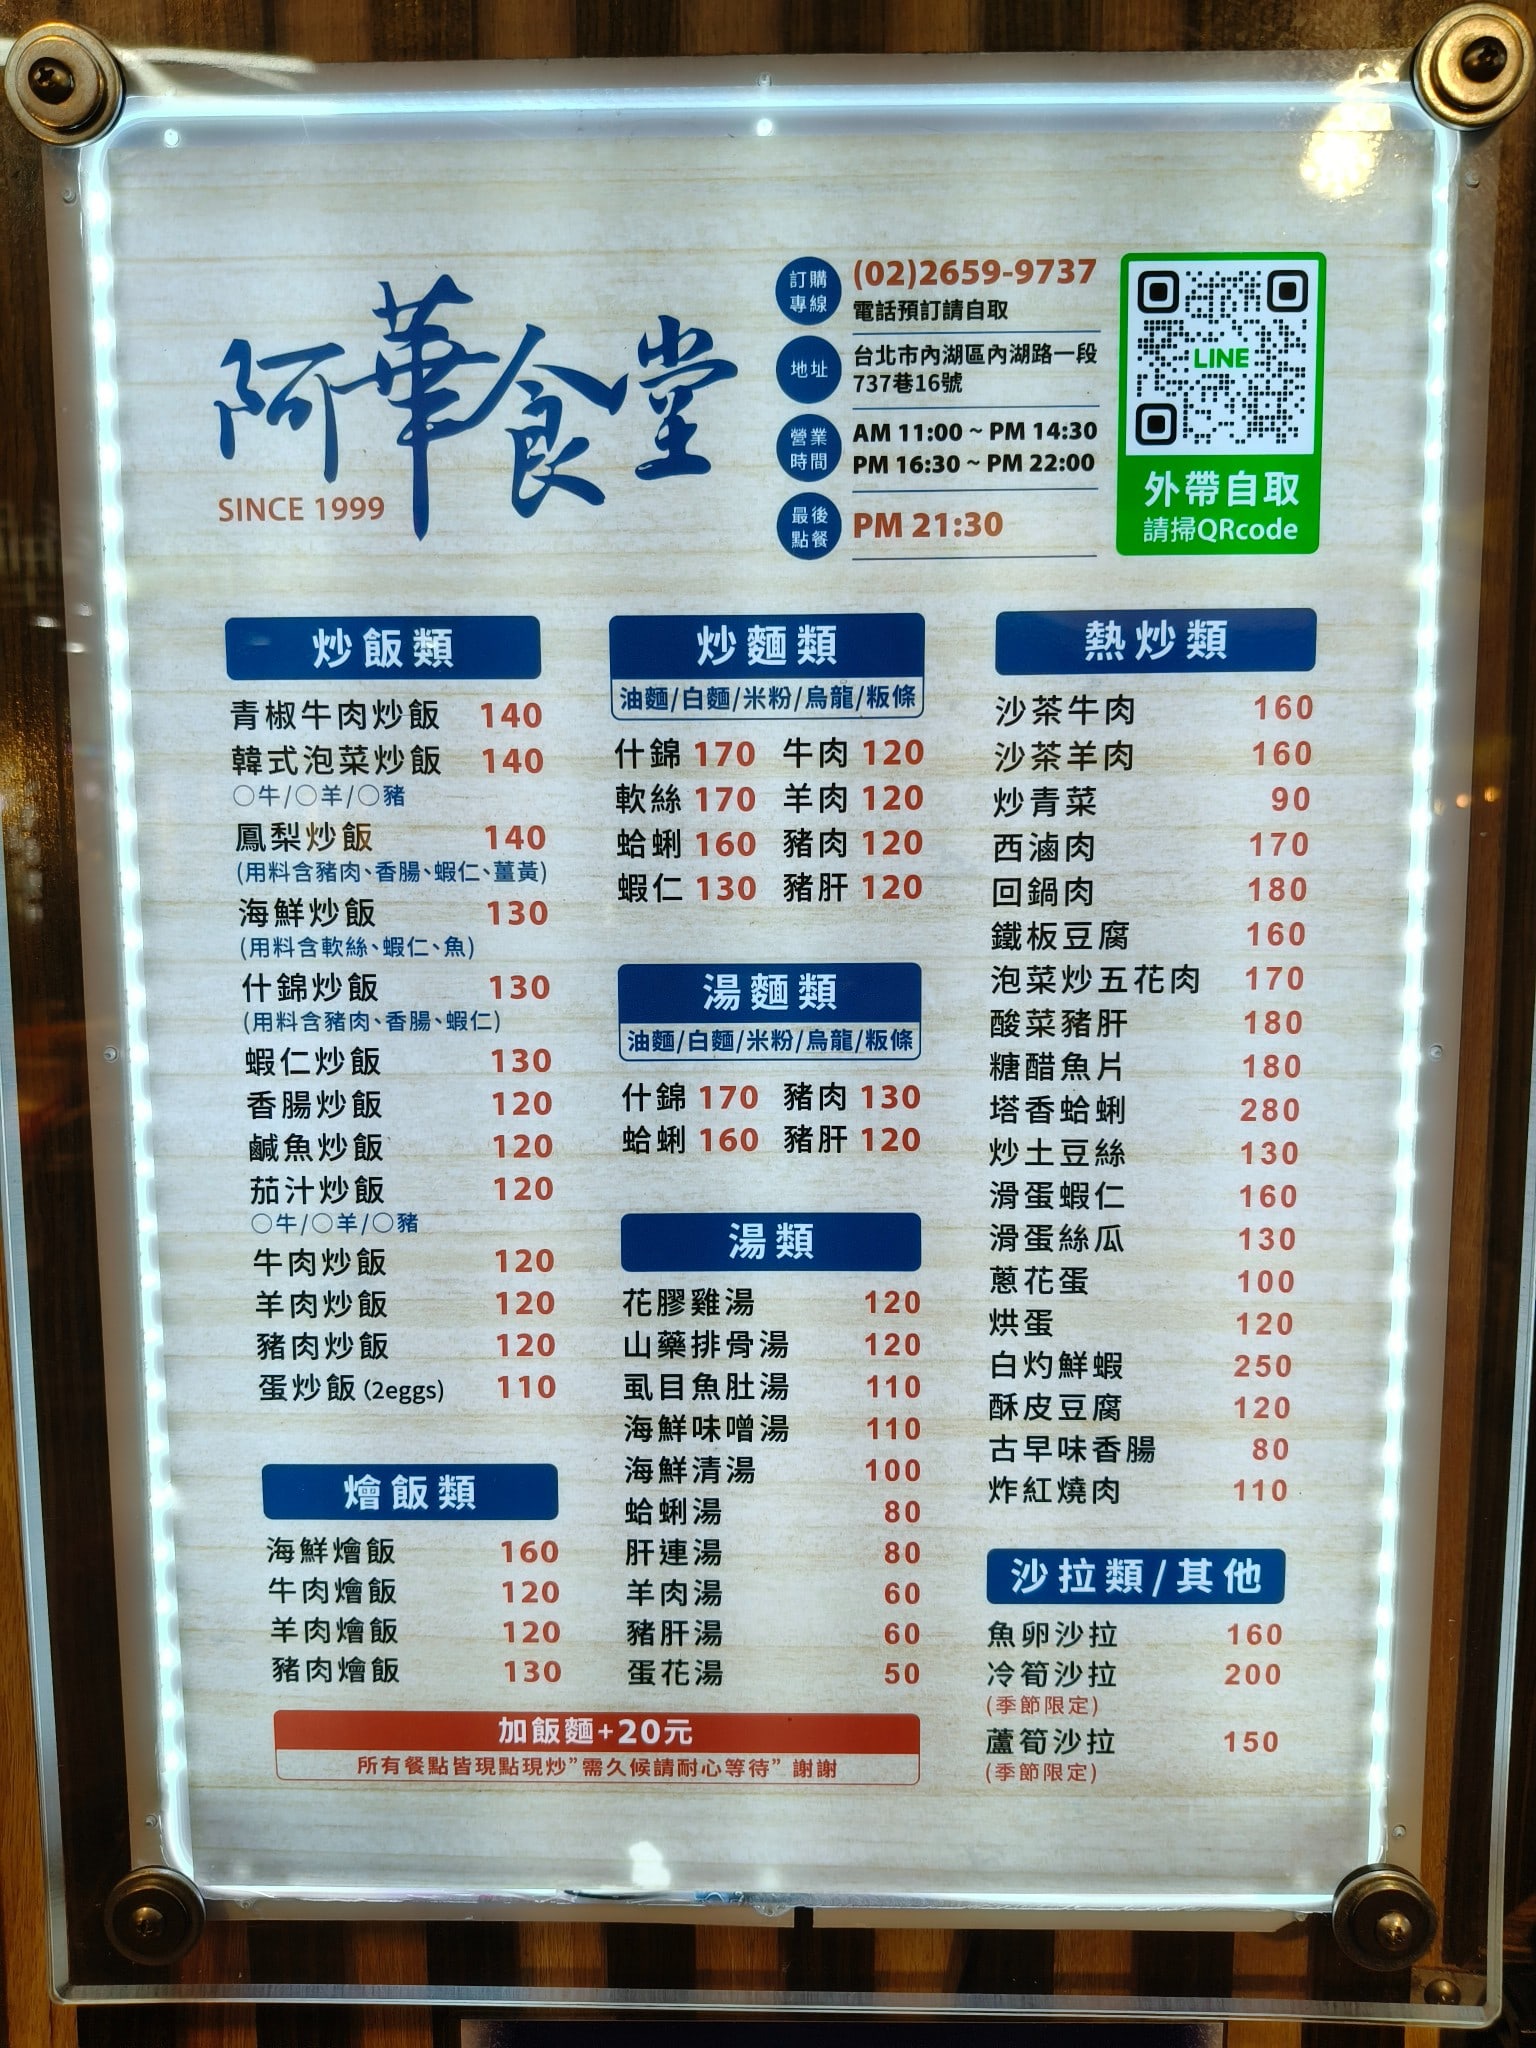 阿華食堂
SINCE 1999
訂購專線
(02)2659-9737
電話預訂請自取
地址
台北市內湖區內湖路一段
737巷16號
營業時間
AM 11:00 ~ PM 14:30
PM 16:30 ~ PM 22:00
最後點餐
PM 21:30
LINE
外帶自取
請掃QRcode
炒飯類
青椒牛肉炒飯 140
韓式泡菜炒飯 140
○牛/○羊/○豬
鳳梨炒飯 140
(用料含豬肉、香腸、蝦仁、薑黃)
海鮮炒飯 130
(用料含軟絲、蝦仁、魚)
什錦炒飯 130
(用料含豬肉、香腸、蝦仁)
蝦仁炒飯 130
香腸炒飯 120
鹹魚炒飯 120
茄汁炒飯 120
○牛/○羊/○豬
牛肉炒飯 120
羊肉炒飯 120
豬肉炒飯 120
蛋炒飯 (2eggs) 110
燴飯類
海鮮燴飯 160
牛肉燴飯 120
羊肉燴飯 120
豬肉燴飯 130
炒麵類
油麵/白麵/米粉/烏龍/粄條
什錦 170 牛肉 120
軟絲 170 羊肉 120
蛤蜊 160 豬肉 120
蝦仁 130 豬肝 120
湯麵類
油麵/白麵/米粉/烏龍/粄條
什錦 170 豬肉 130
蛤蜊 160 豬肝 120
湯類
花膠雞湯 120
山藥排骨湯 120
虱目魚肚湯 110
海鮮味噌湯 110
海鮮清湯 100
蛤蜊湯 80
肝連湯 80
羊肉湯 60
豬肝湯 60
蛋花湯 50
加飯麵+20元
所有餐點皆現點現炒”需久候請耐心等待” 謝謝
熱炒類
沙茶牛肉 160
沙茶羊肉 160
炒青菜 90
西滷肉 170
回鍋肉 180
鐵板豆腐 160
泡菜炒五花肉 170
酸菜豬肝 180
糖醋魚片 180
塔香蛤蜊 280
炒土豆絲 130
滑蛋蝦仁 160
滑蛋絲瓜 130
蔥花蛋 100
烘蛋 120
白灼鮮蝦 250
酥皮豆腐 120
古早味香腸 80
炸紅燒肉 110
沙拉類/其他
魚卵沙拉 160
冷筍沙拉 200
(季節限定)
蘆筍沙拉 150
(季節限定)